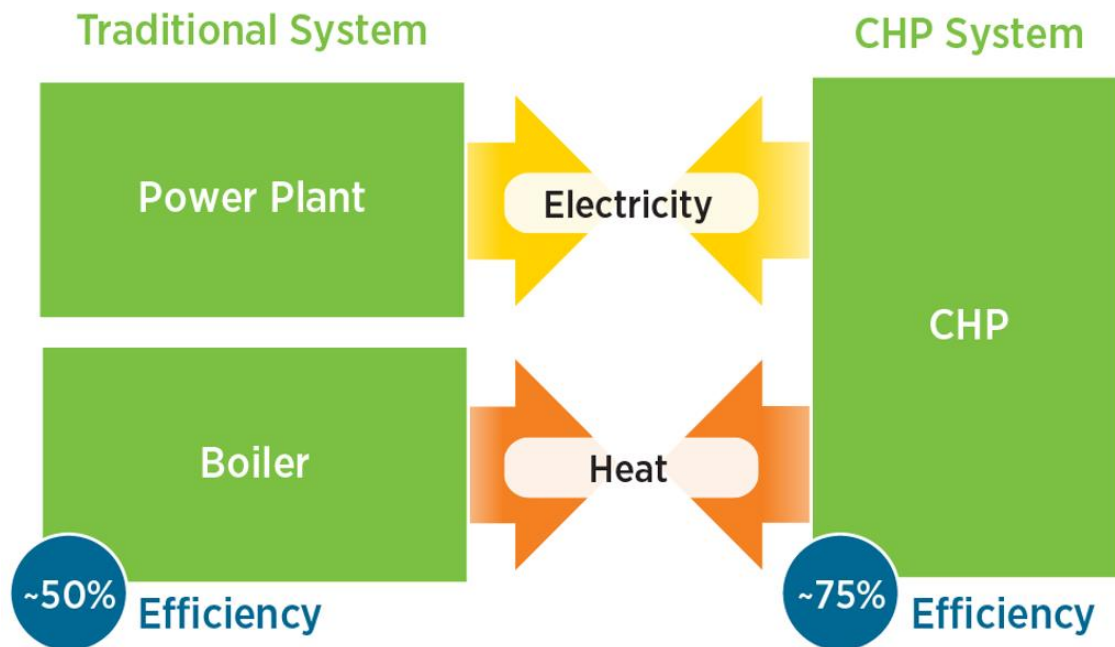 Traditional System
CHP System
Power Plant
Electricity
CHP
Boiler
Heat
~50% Efficiency
~75% Efficiency